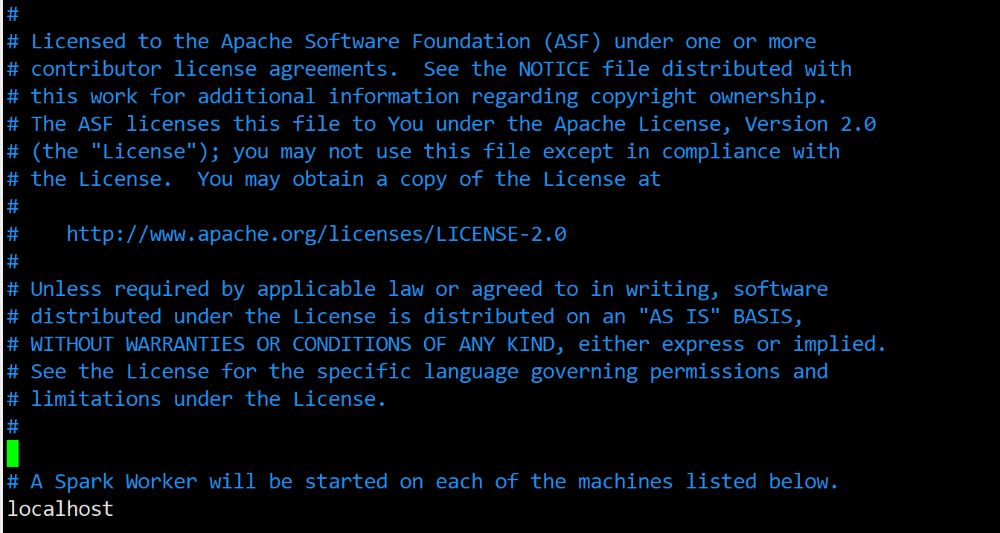 #
# Licensed to the Apache Software Foundation (ASF) under one or more
# contributor license agreements.  See the NOTICE file distributed with
# this work for additional information regarding copyright ownership.
# The ASF licenses this file to You under the Apache License, Version 2.0
# (the "License"); you may not use this file except in compliance with
# the License.  You may obtain a copy of the License at
#
#    http://www.apache.org/licenses/LICENSE-2.0
#
# Unless required by applicable law or agreed to in writing, software
# distributed under the License is distributed on an "AS IS" BASIS,
# WITHOUT WARRANTIES OR CONDITIONS OF ANY KIND, either express or implied.
# See the License for the specific language governing permissions and
# limitations under the License.
#
# A Spark Worker will be started on each of the machines listed below.
localhost